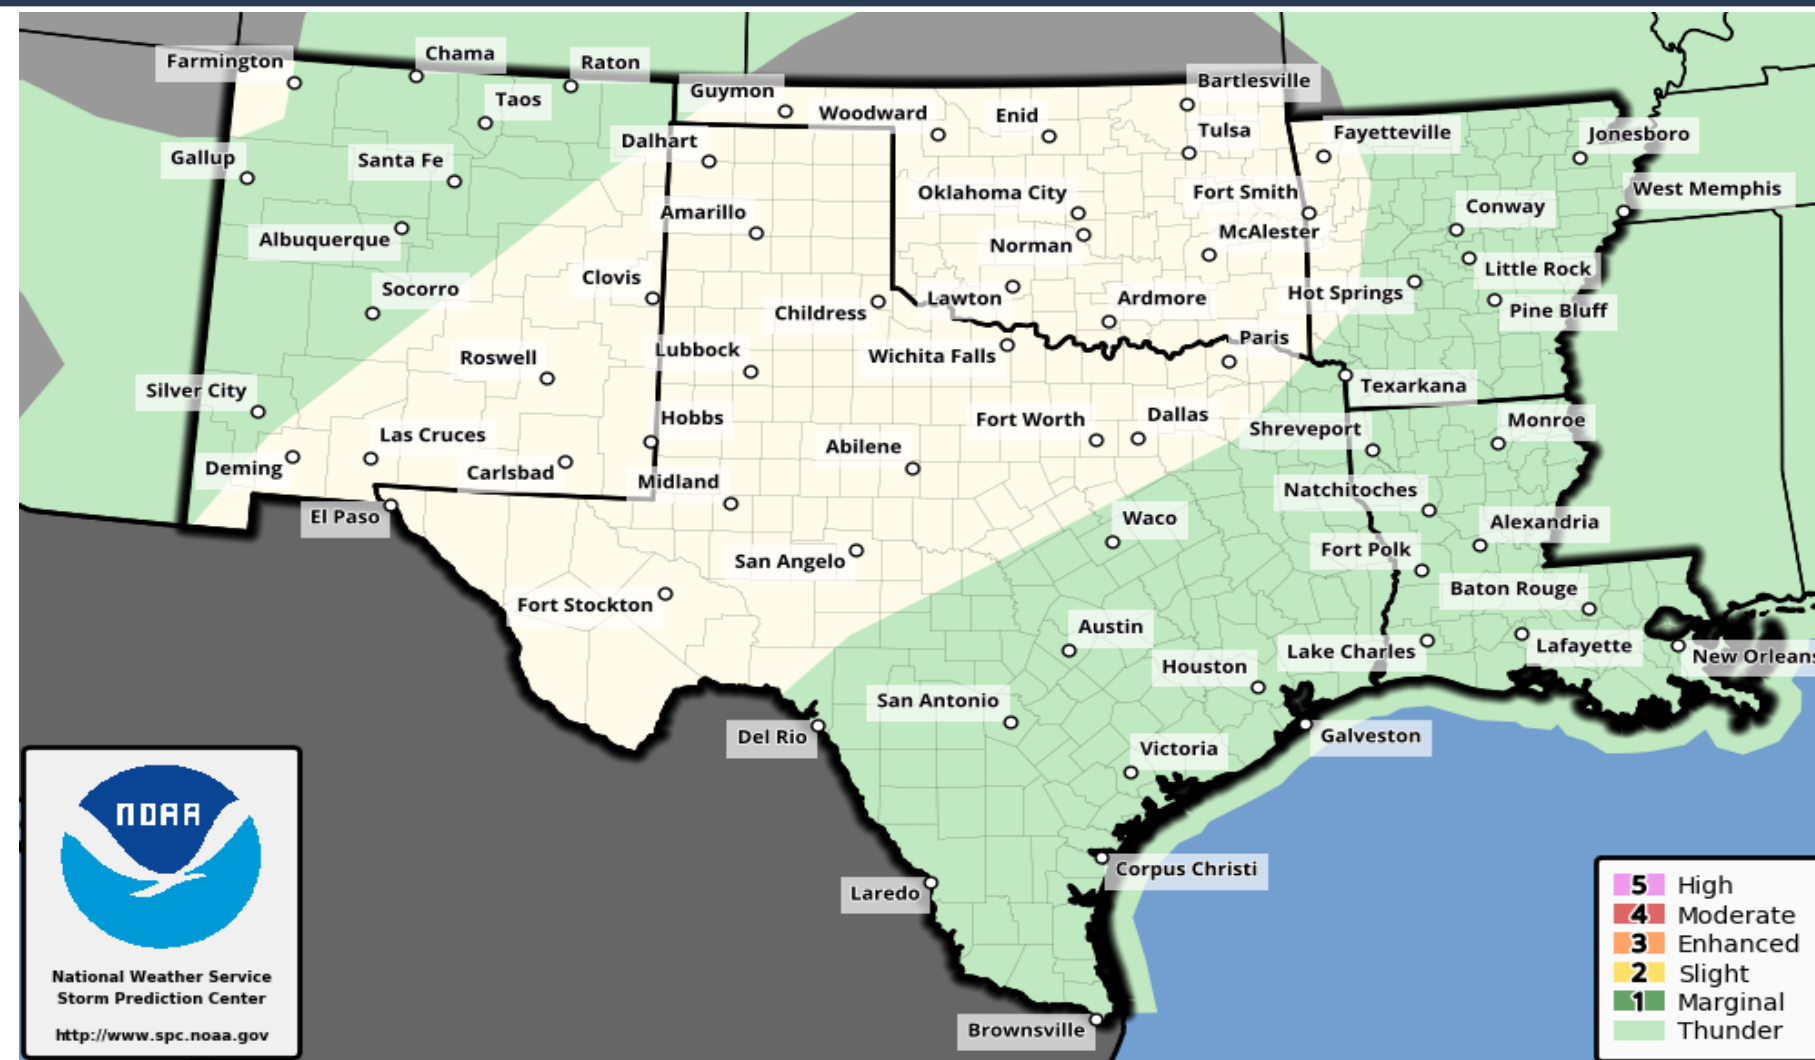 Farmington
Chama
Raton
Taos
Guymon
Woodward
Enid
Bartlesville
Tulsa
Fayetteville
Jonesboro
Gallup
Santa Fe
Dalhart
Oklahoma City
Fort Smith
West Memphis
Amarillo
Conway
Albuquerque
Norman
McAlester
Little Rock
Socorro
Clovis
Lawton
Ardmore
Hot Springs
Childress
Pine Bluff
Roswell
Lubbock
Wichita Falls
Paris
Silver City
Texarkana
Las Cruces
Hobbs
Fort Worth
Dallas
Shreveport
Monroe
Deming
Carlsbad
Midland
Abilene
Natchitoches
El Paso
Waco
Alexandria
San Angelo
Fort Polk
Fort Stockton
Baton Rouge
Austin
Lake Charles
Lafayette
New Orleans
Houston
San Antonio
Del Rio
Victoria
Galveston
Corpus Christi
Laredo
Brownsville
NOAA
National Weather Service
Storm Prediction Center
http://www.spc.noaa.gov
5 High
4 Moderate
3 Enhanced
2 Slight
1 Marginal
Thunder